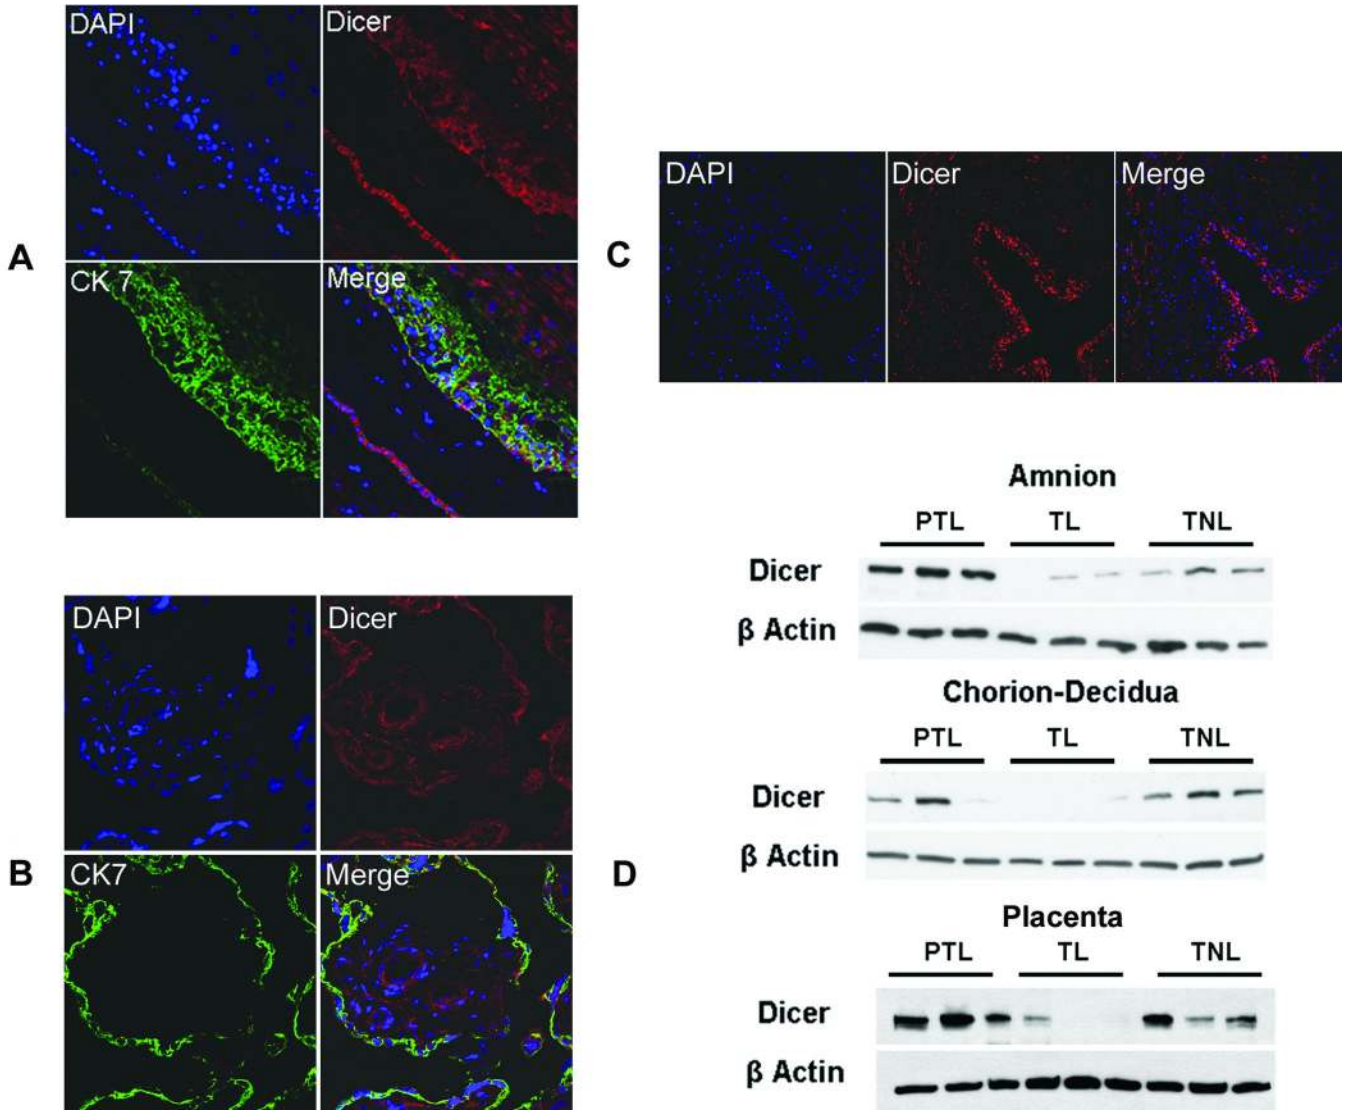 A
DAPI Dicer
CK 7 Merge
B
DAPI Dicer
CK7 Merge
C
DAPI Dicer Merge
D
Amnion
PTL TL TNL
Dicer
β Actin
Chorion-Decidua
PTL TL TNL
Dicer
β Actin
Placenta
PTL TL TNL
Dicer
β Actin